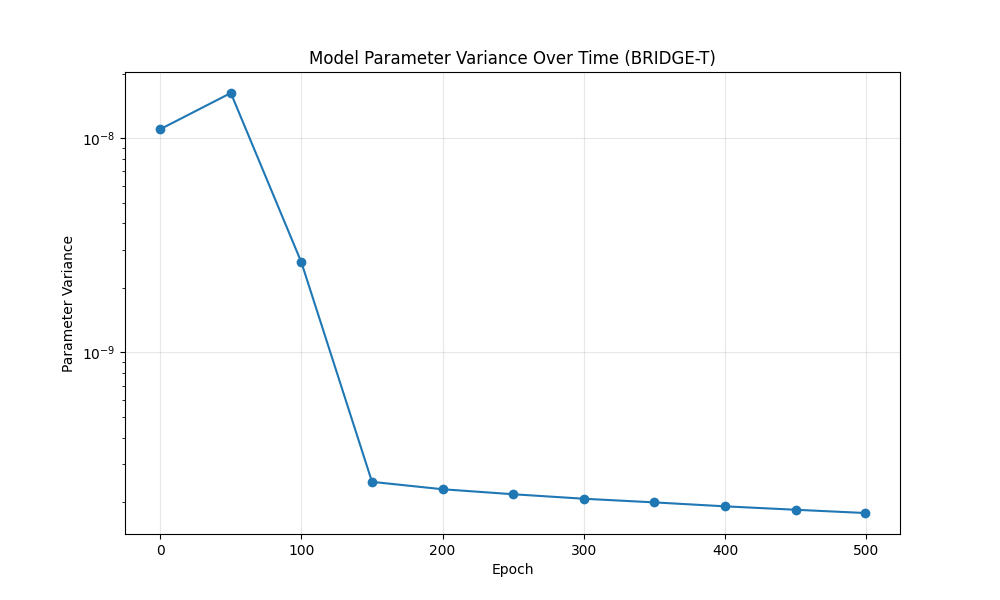 Model Parameter Variance Over Time (BRIDGE-T)
Parameter Variance
10⁻⁸
10⁻⁹
0 100 200 300 400 500
Epoch